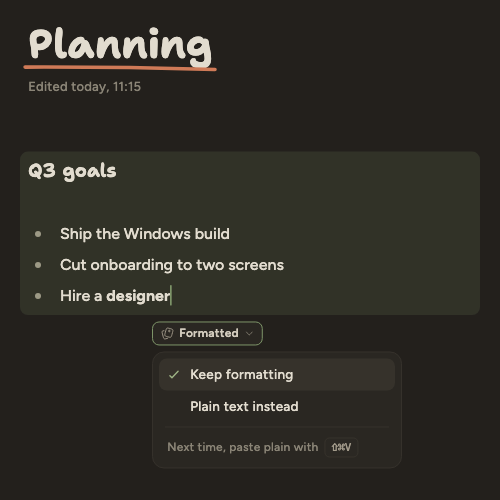 Planning
Edited today, 11:15
Q3 goals
• Ship the Windows build
• Cut onboarding to two screens
• Hire a designer
Formatted
Keep formatting
Plain text instead
Next time, paste plain with ⇧⌘V